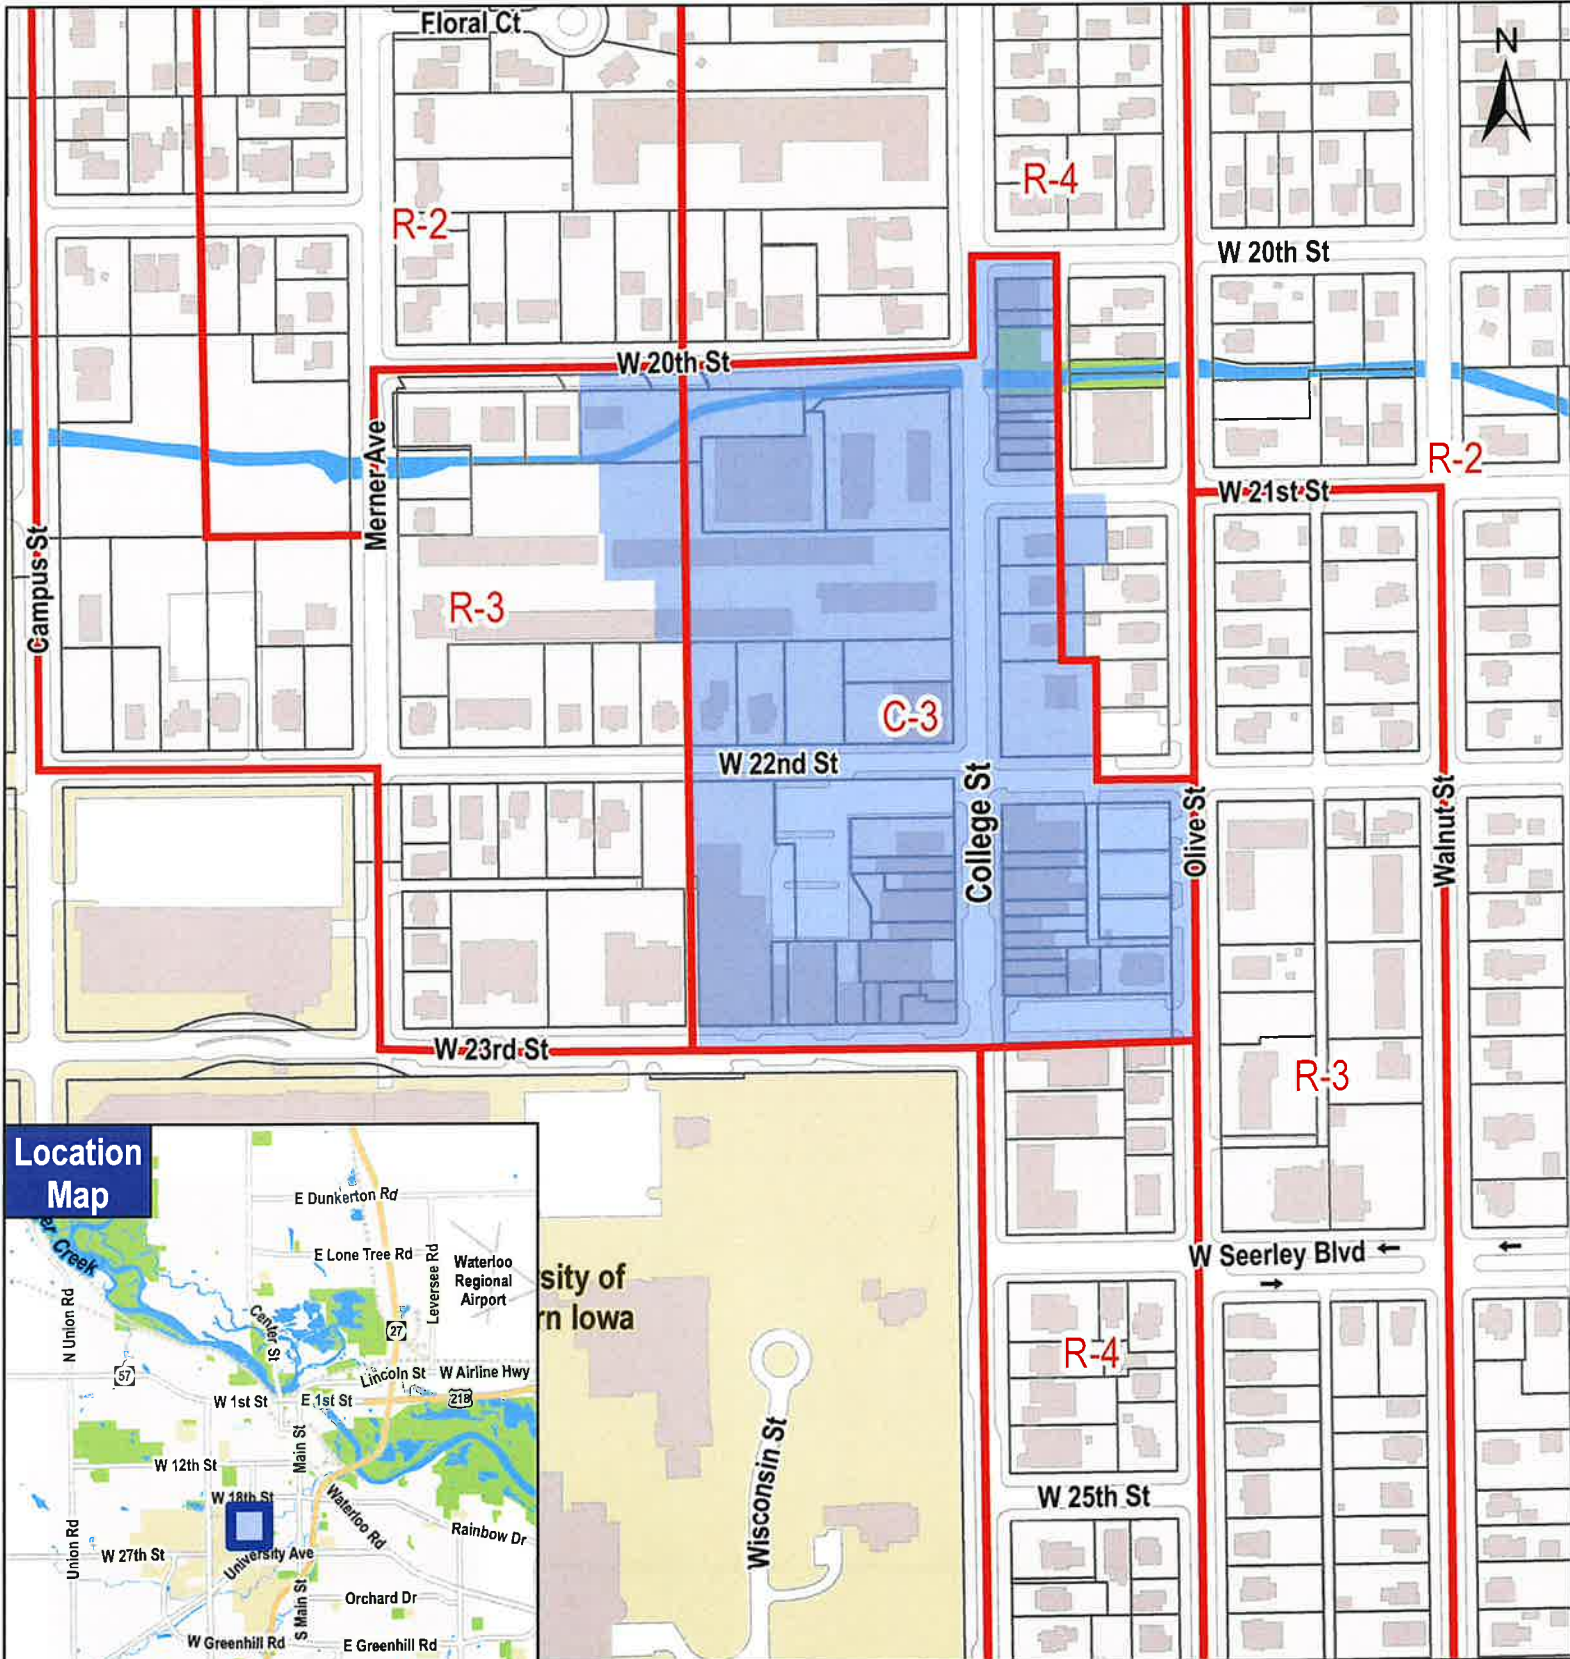 Floral Ct
N
R-4
R-2
W 20th St
W 20th St
R-2
W 21st St
Merner Ave
Campus St
R-3
C-3
W 22nd St
College St
Olive St
Walnut St
W 23rd St
R-3
Location
Map
E Dunkerton Rd
Creek
E Lone Tree Rd
Leversee Rd
Waterloo
Regional
Airport
N Union Rd
Center St
27
57
Lincoln St
W Airline Hwy
W 1st St
E 1st St
218
Main St
W 12th St
W 18th St
Waterloo Rd
Rainbow Dr
Union Rd
W 27th St
University Ave
Orchard Dr
S Main St
W Greenhill Rd
E Greenhill Rd
sity of
rn Iowa
W Seerley Blvd
R-4
Wisconsin St
W 25th St